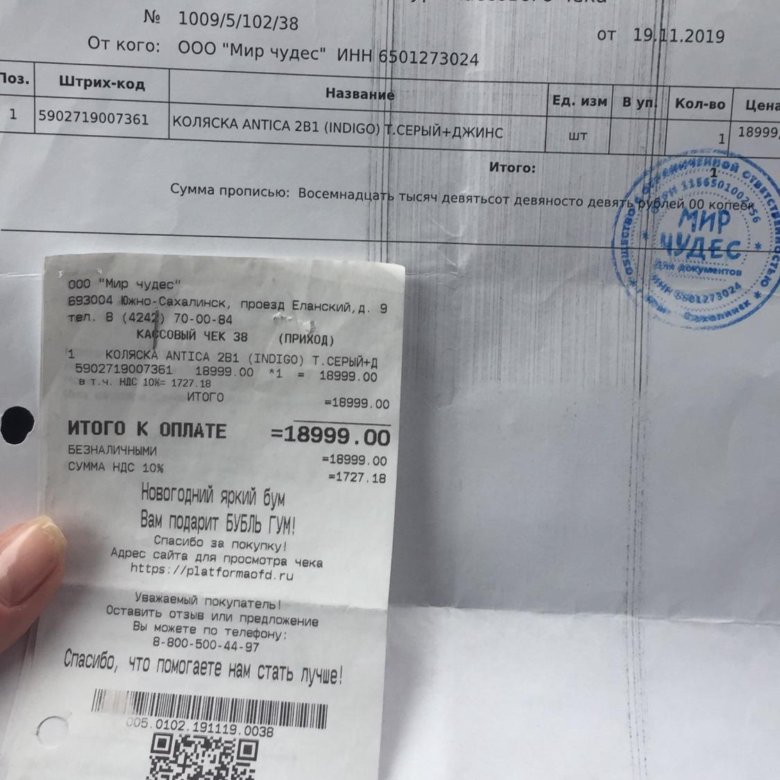 № 1009/5/102/38
от 19.11.2019
От кого: ООО "Мир чудес" ИНН 6501273024
Поз. Штрих-код Название Ед. изм В уп. Кол-во Цена
1 5902719007361 КОЛЯСКА ANTICA 2В1 (INDIGO) Т.СЕРЫЙ+ДЖИНС шт 1 18999
Итого: 1
Сумма прописью: Восемнадцать тысяч девятьсот девяносто девять рублей 00 копеек
МИР
ЧУДЕС
для документов
ИНН 6501273024
ООО "Мир чудес"
693004 Южно-Сахалинск, проезд Еланский,д. 9
тел. 8 (4242) 70-00-84
КАССОВЫЙ ЧЕК 38 (ПРИХОД)
1 КОЛЯСКА ANTICA 2В1 (INDIGO) Т.СЕРЫЙ+Д
5902719007361 18999.00 *1 = 18999.00
в т.ч. НДС 10%= 1727.18
ИТОГО =18999.00
ИТОГО К ОПЛАТЕ =18999.00
БЕЗНАЛИЧНЫМИ =18999.00
СУММА НДС 10% =1727.18
Новогодний яркий бум
Вам подарит БУБЛЬ ГУМ!
Спасибо за покупку!
Адрес сайта для просмотра чека
https://platformaofd.ru
Уважаемый покупатель!
Оставить отзыв или предложение
Вы можете по телефону:
8-800-500-44-97
Спасибо, что помогаете нам стать лучше!
005.0102.191119.0038